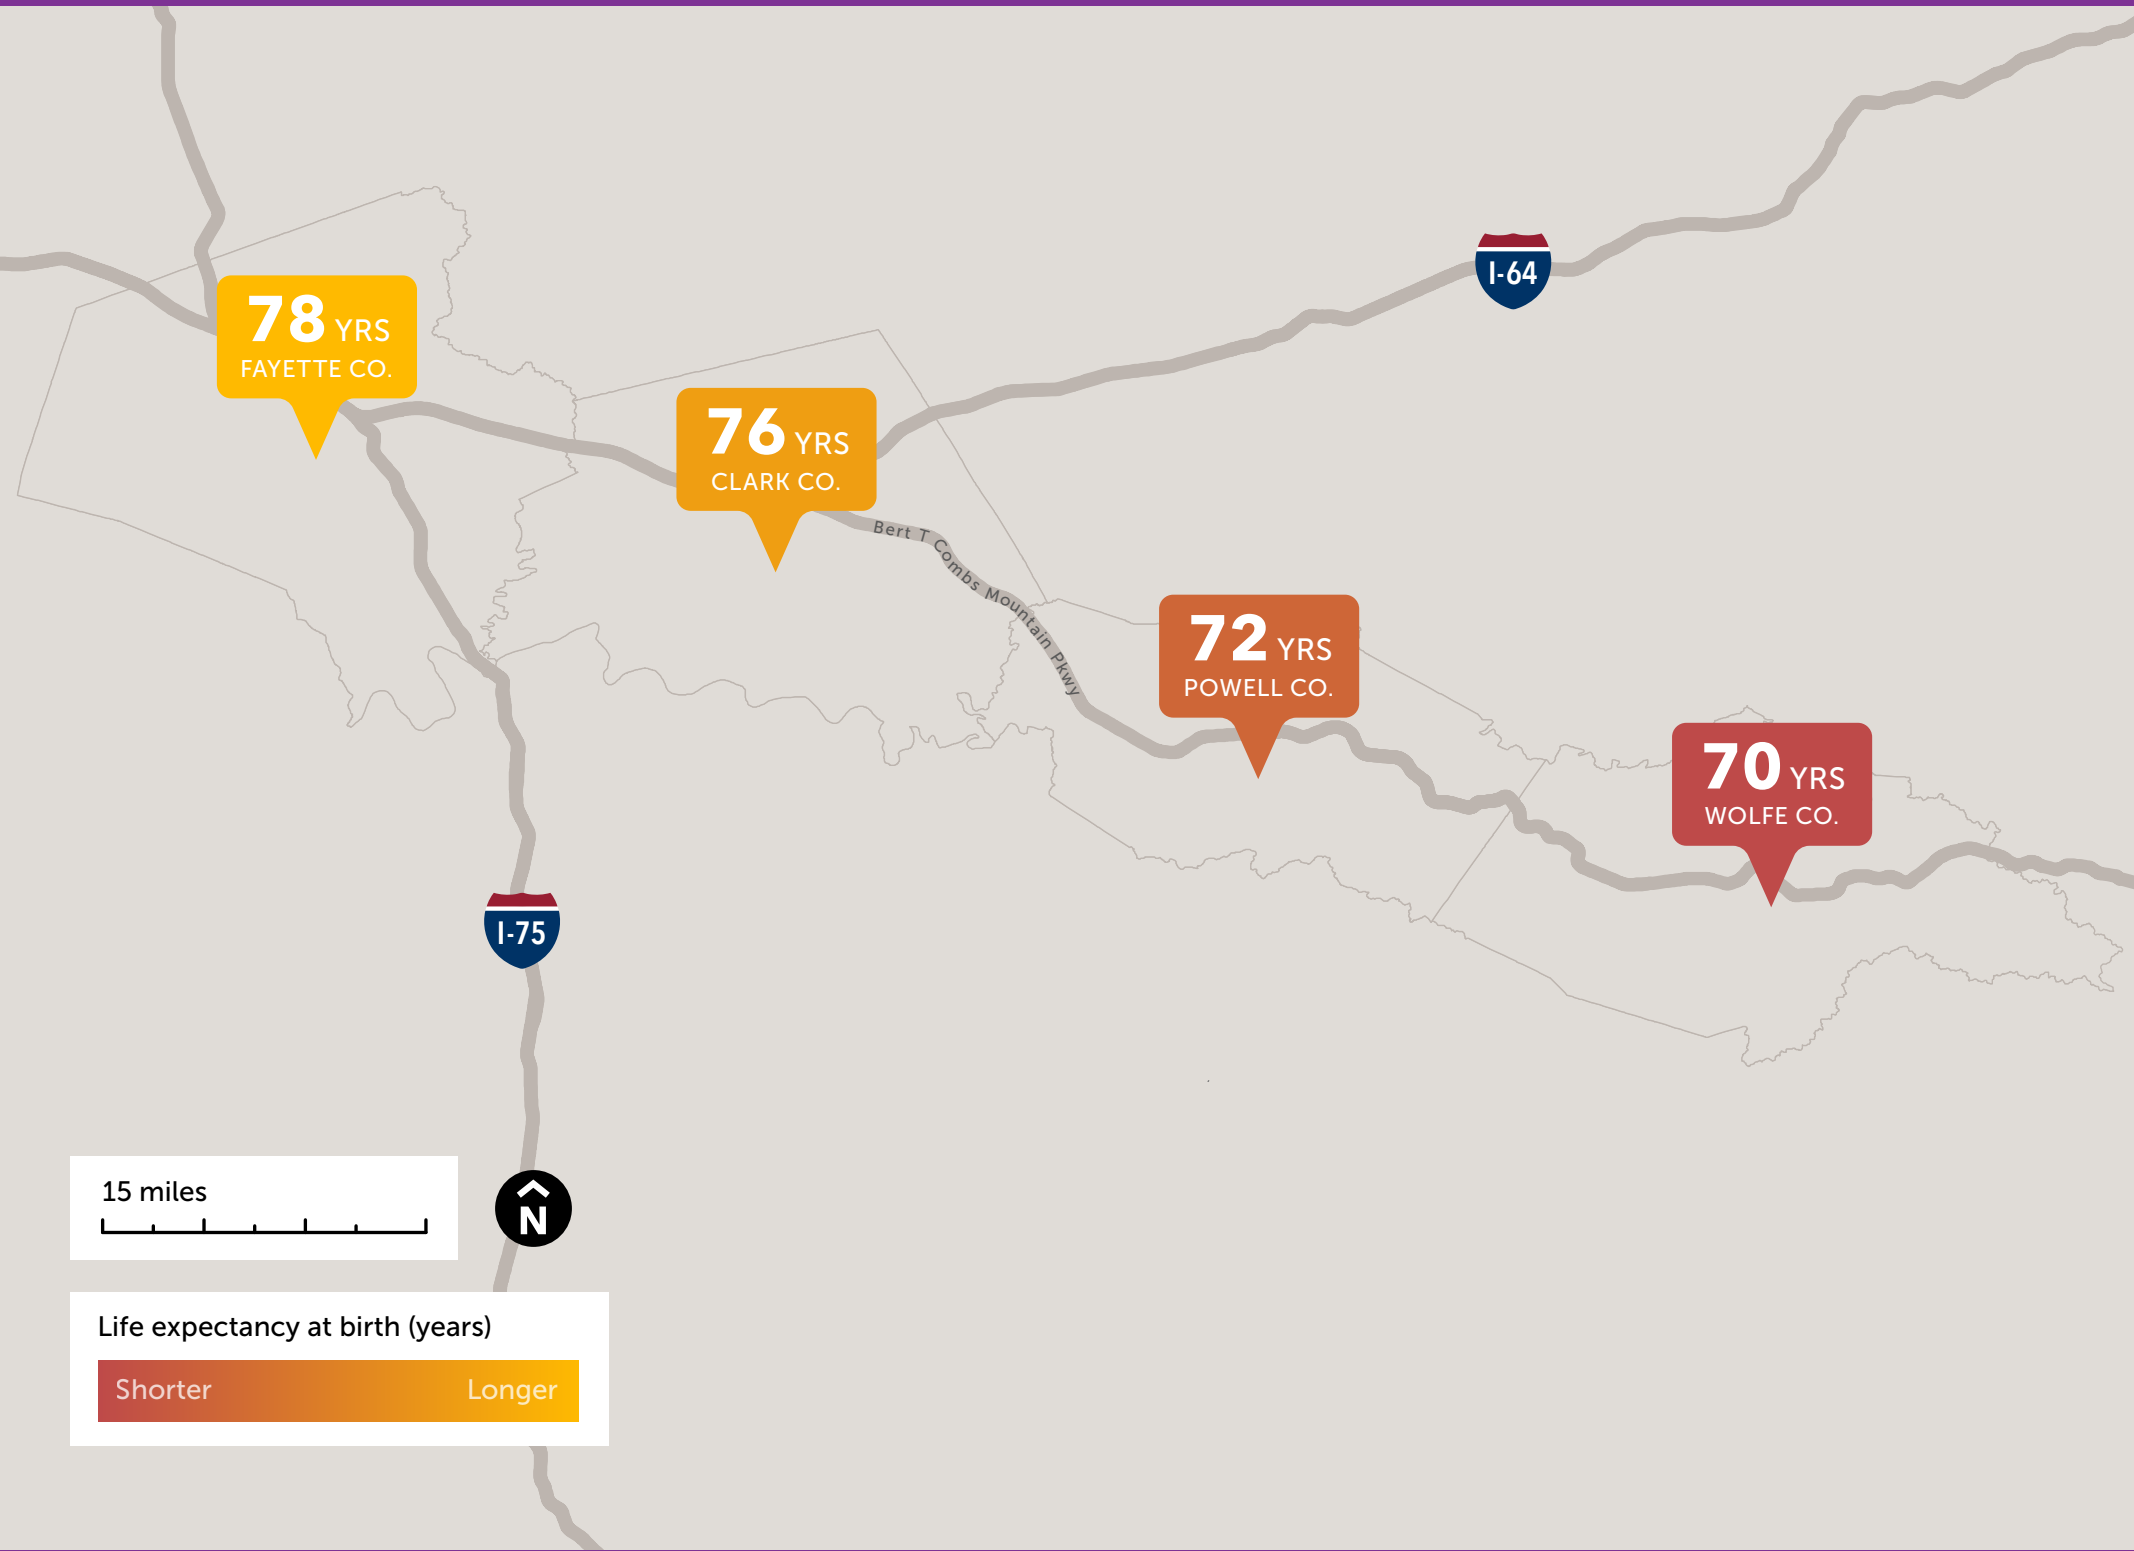 I-64
78 YRS
FAYETTE CO.
76 YRS
CLARK CO.
Bert T Combs Mountain Pkwy
72 YRS
POWELL CO.
70 YRS
WOLFE CO.
I-75
15 miles
N
Life expectancy at birth (years)
Shorter Longer